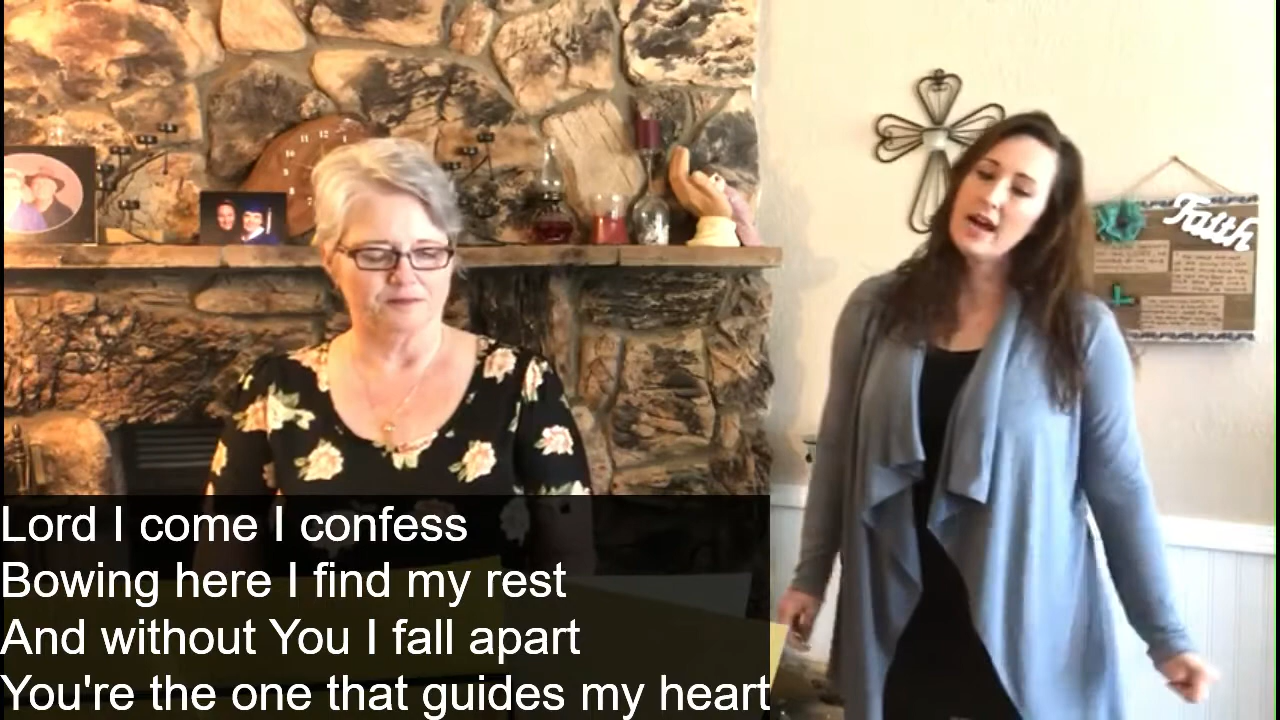 Faith
Lord I come I confess
Bowing here I find my rest
And without You I fall apart
You're the one that guides my heart